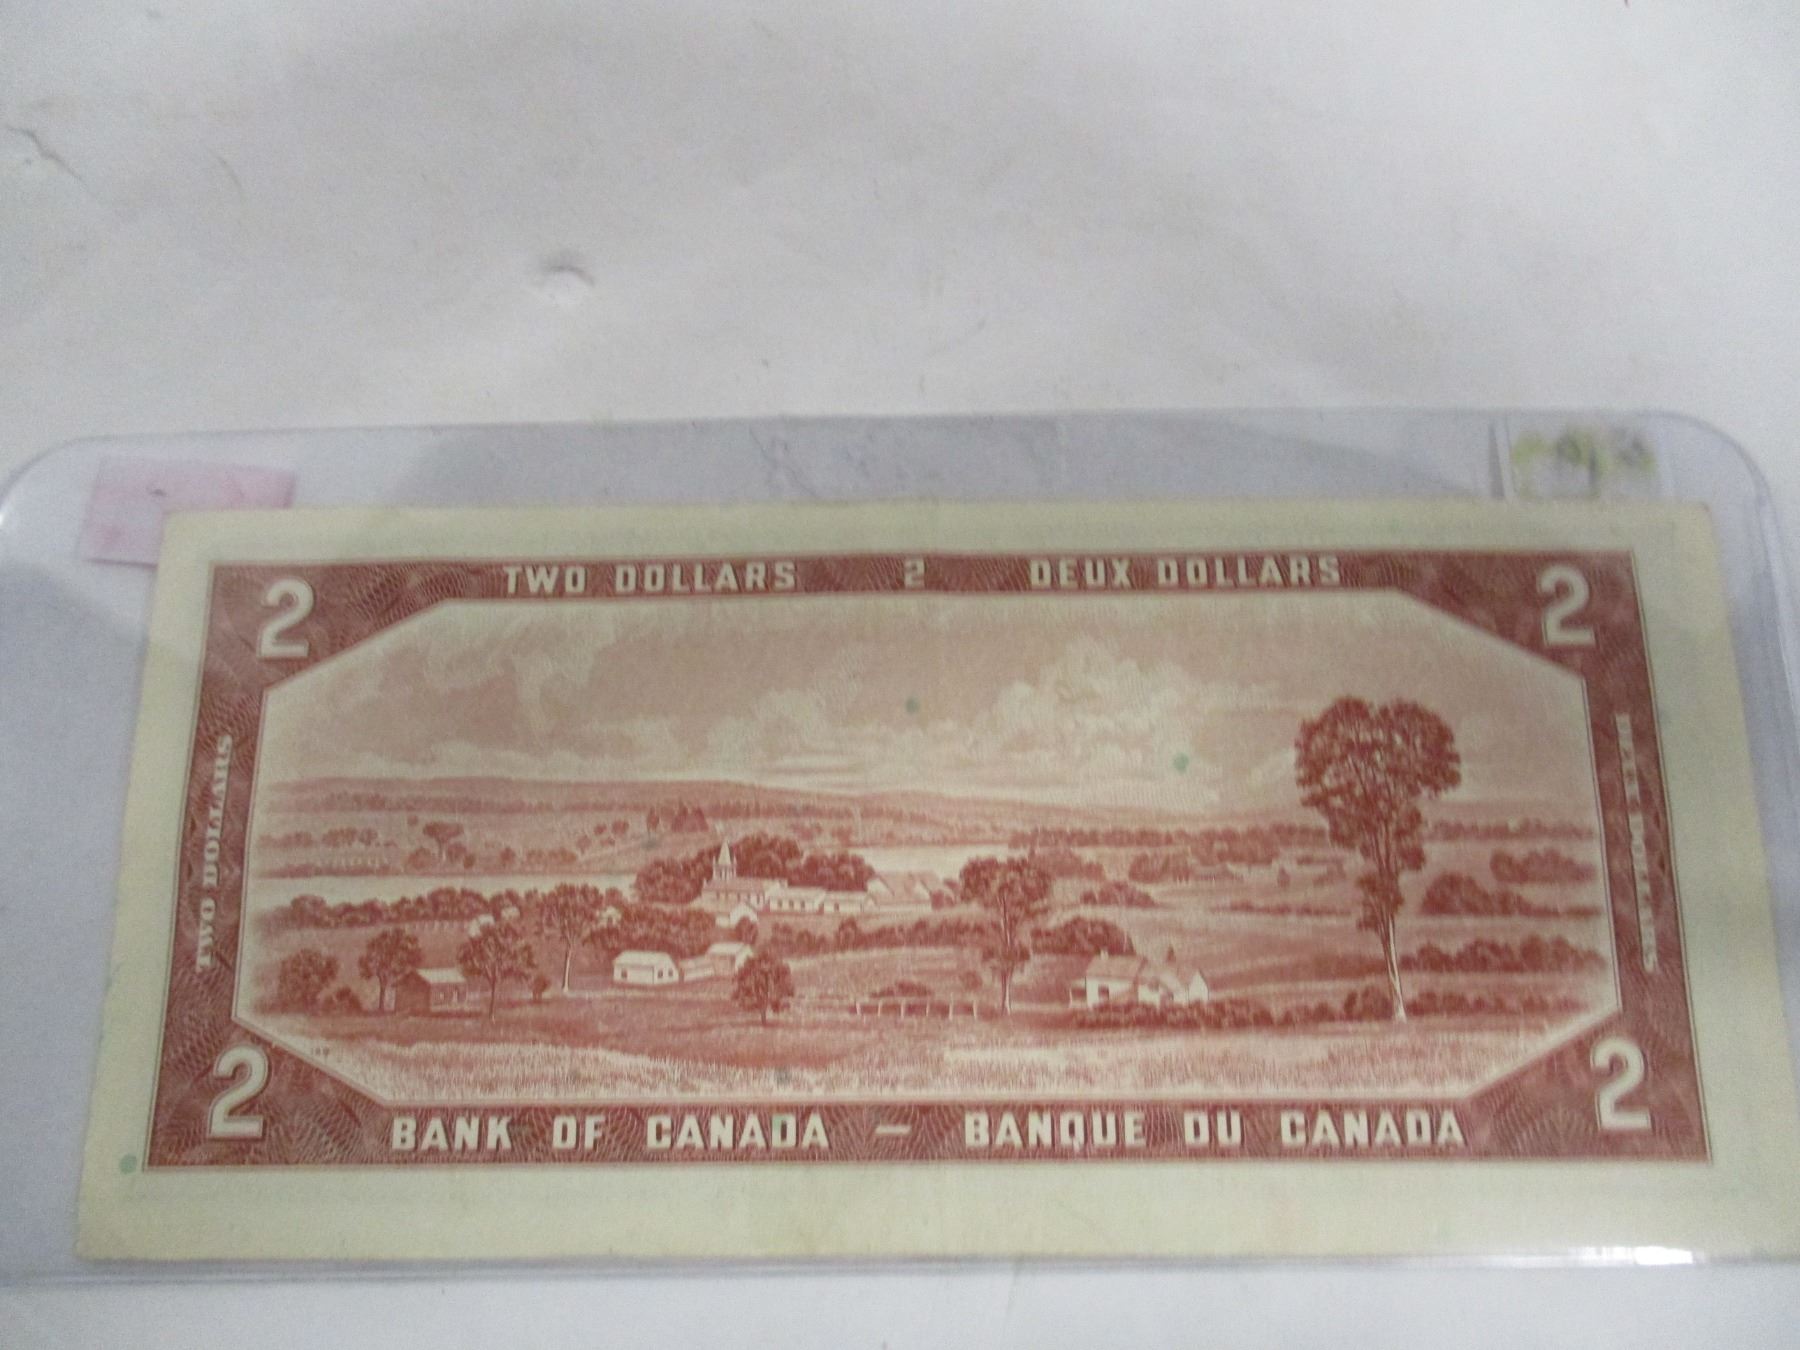 TWO DOLLARS 2 DEUX DOLLARS
2 2
TWO DOLLARS
DEUX DOLLARS
2 2
BANK OF CANADA — BANQUE DU CANADA